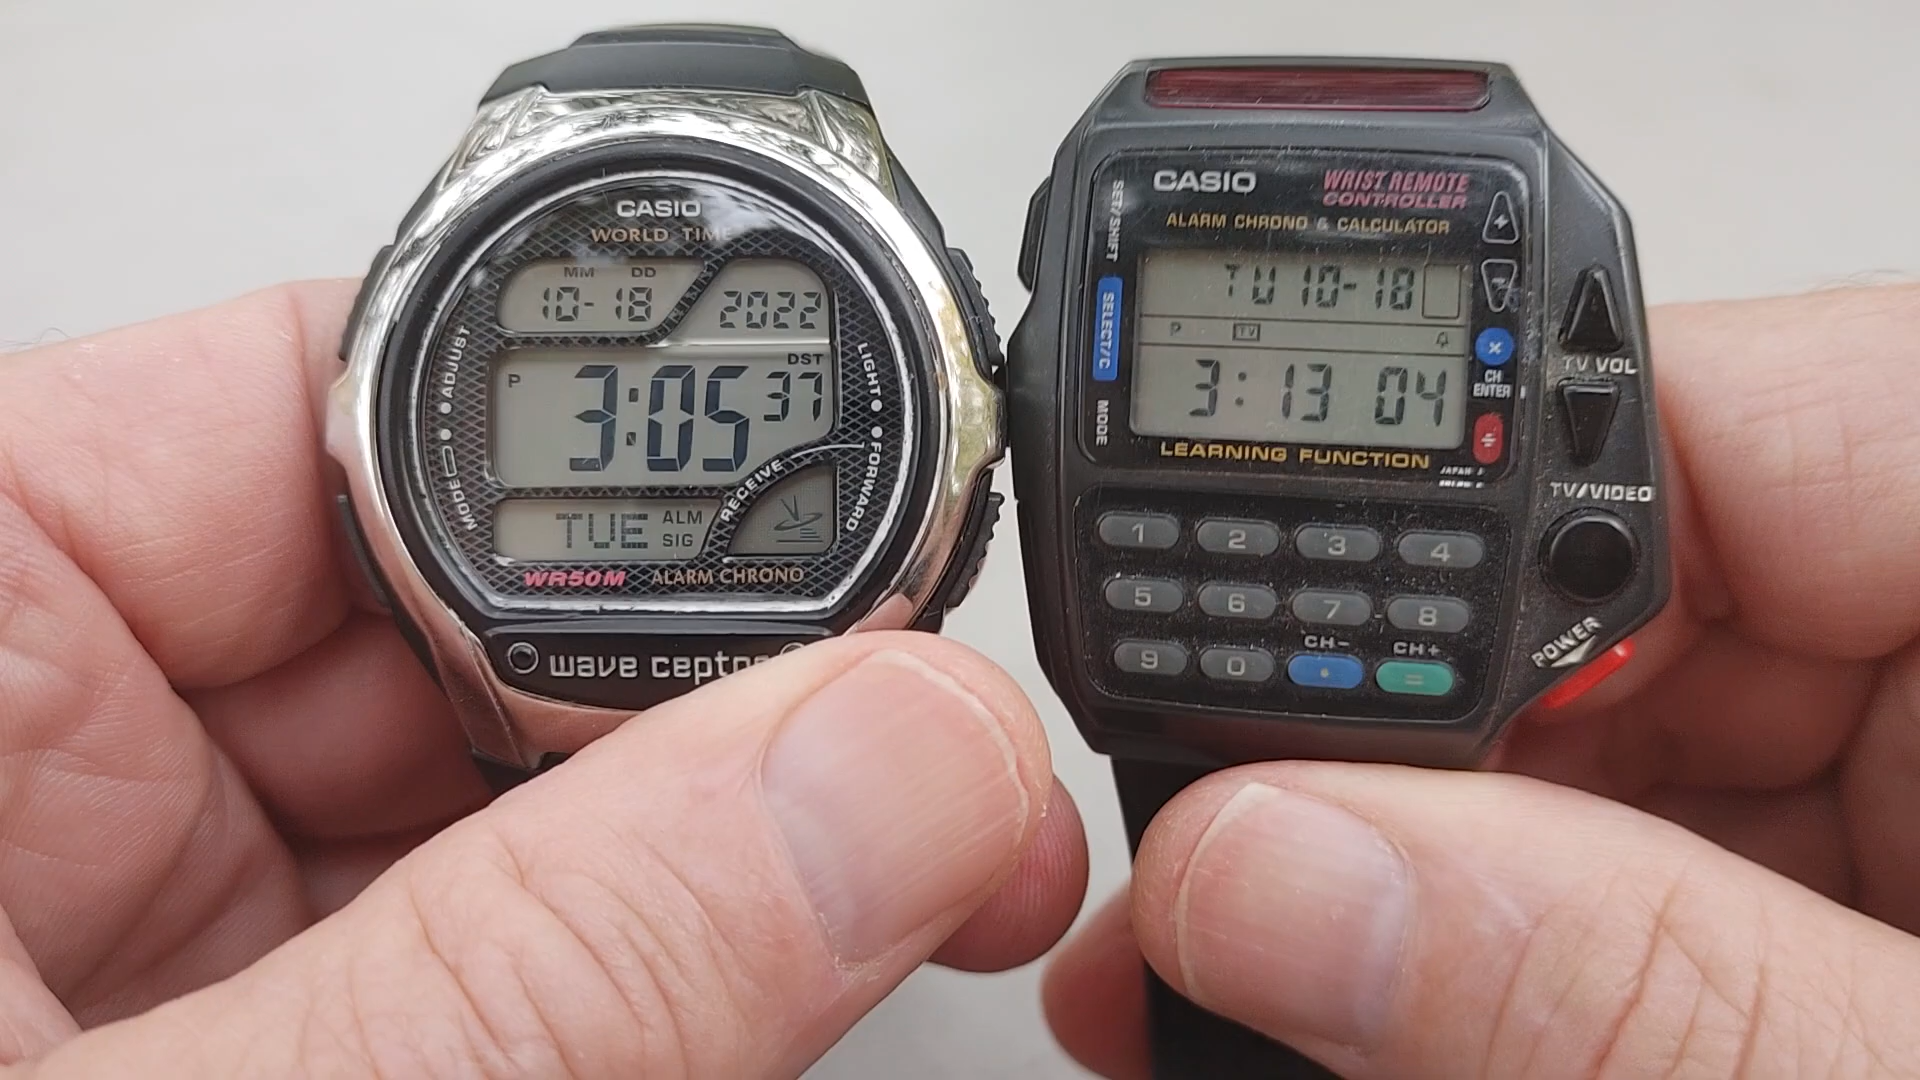 CASIO
WORLD TIME
MM DD
10-18 2022
DST
P 3:05 37
TUE ALM
SIG
WR50M ALARM CHRONO
ADJUST
MODE
LIGHT
FORWARD
RECEIVE
wave cepto
CASIO WRIST REMOTE
CONTROLLER
ALARM CHRONO & CALCULATOR
SET/SHIFT
SELECT/C
MODE
TU 10-18
P TV
3:13 04
LEARNING FUNCTION
+
−
×
CH
ENTER
÷
TV VOL
TV/VIDEO
POWER
1 2 3 4
5 6 7 8
CH- CH+
9 0 · =